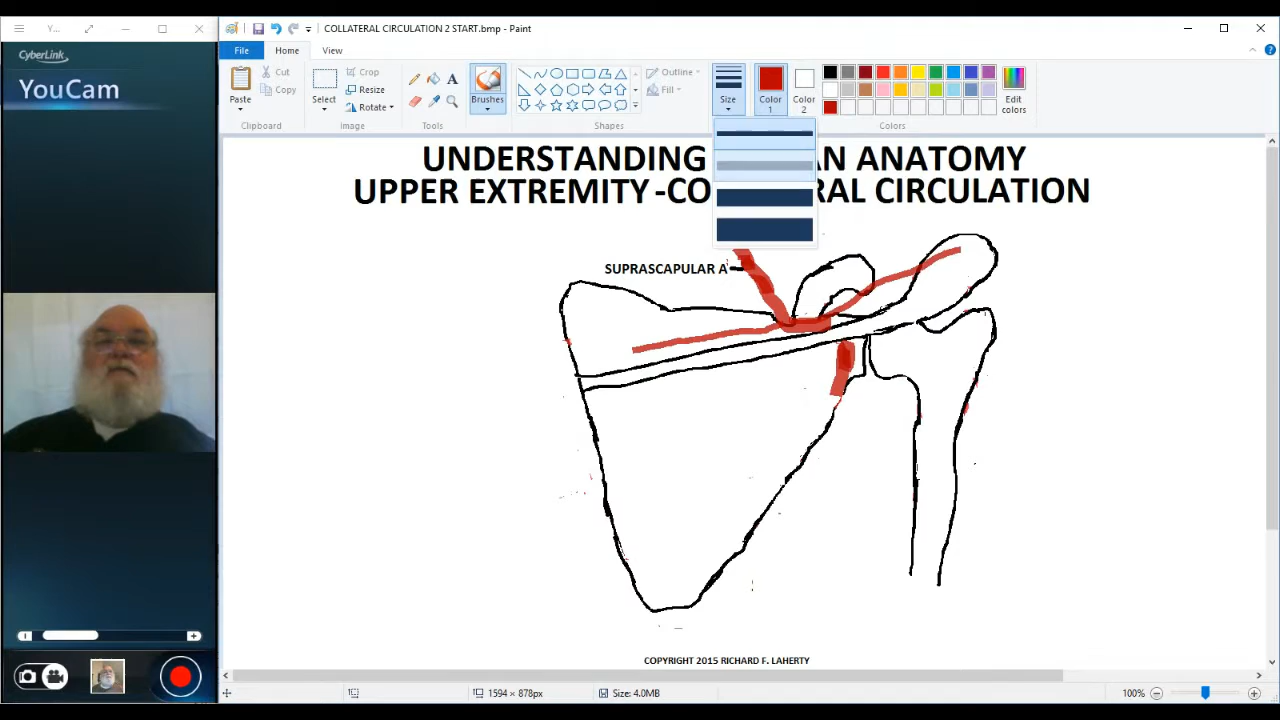 Y...
COLLATERAL CIRCULATION 2 START.bmp - Paint
CyberLink
YouCam
File
Home
View
Paste
Cut
Copy
Select
Crop
Resize
Rotate
Brushes
Outline
Fill
Size
Color
1
Color
2
Edit
colors
Clipboard
Image
Tools
Shapes
Colors
UNDERSTANDING AN ANATOMY
UPPER EXTREMITY -CO RAL CIRCULATION
SUPRASCAPULAR A
COPYRIGHT 2015 RICHARD F. LAHERTY
1594 × 878px
Size: 4.0MB
100%